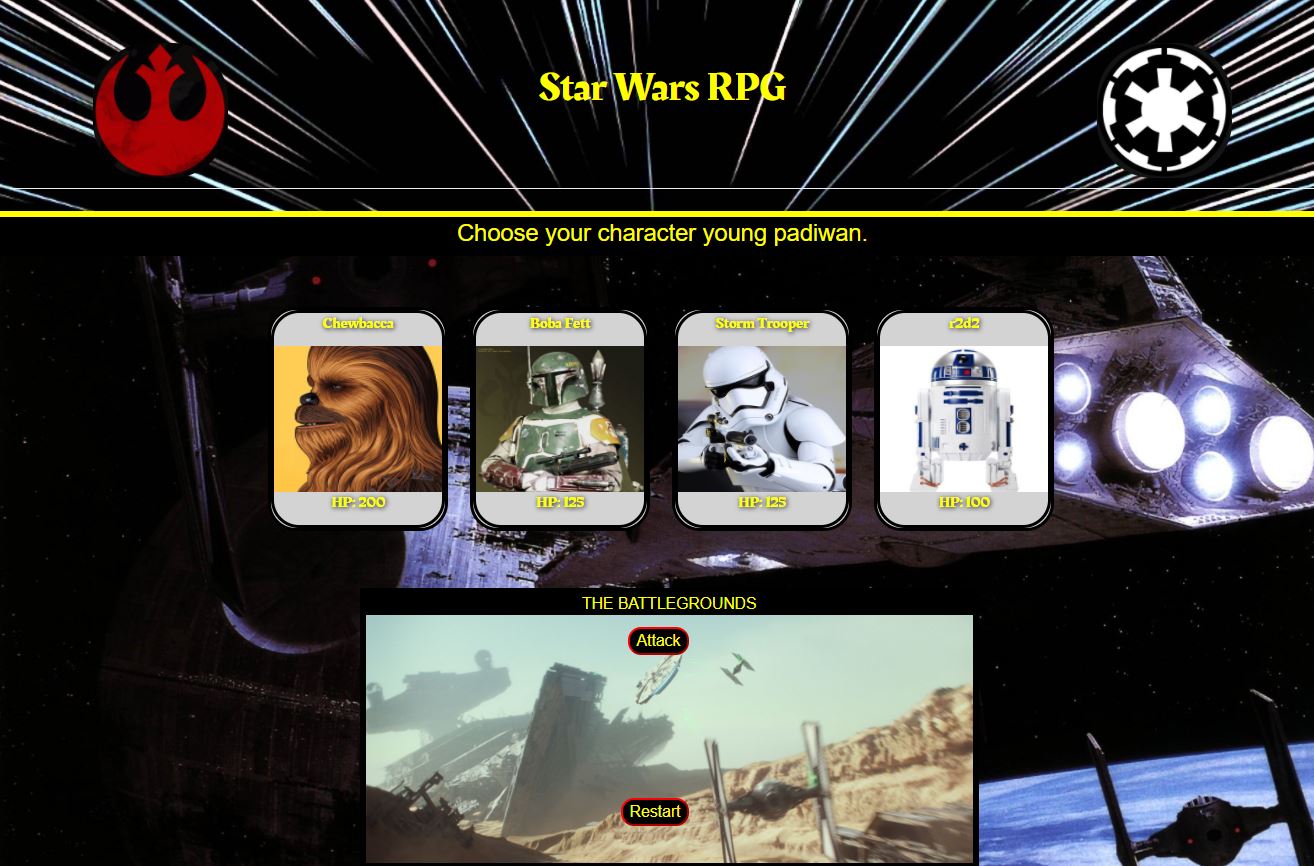 Star Wars RPG
Choose your character young padiwan.
Chewbacca
Boba Fett
Storm Trooper
r2d2
HP: 200
HP: 125
HP: 125
HP: 100
THE BATTLEGROUNDS
Attack
Restart